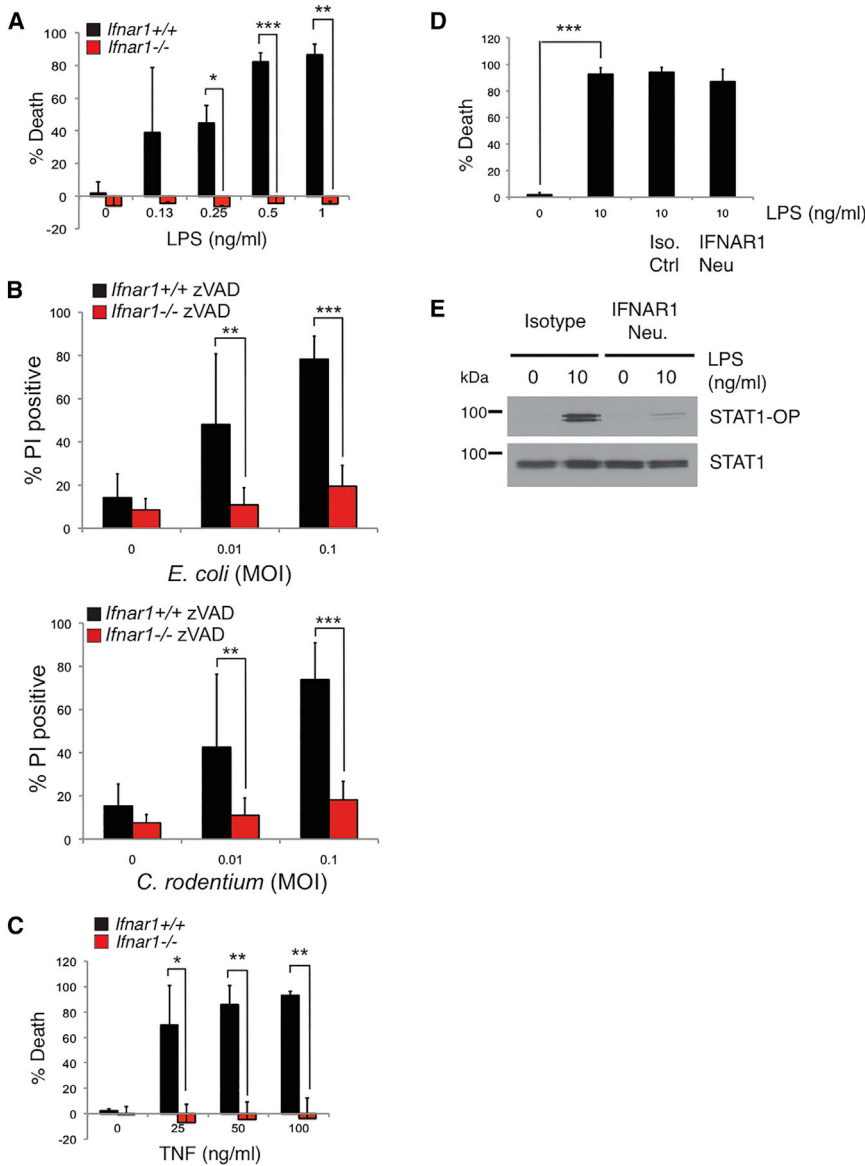 A
Ifnar1+/+
Ifnar1-/-
% Death
100
80
60
40
20
0
-20
* *** **
0 0.13 0.25 0.5 1
LPS (ng/ml)
B
Ifnar1+/+ zVAD
Ifnar1-/- zVAD
% PI positive
100
80
60
40
20
0
** ***
0 0.01 0.1
E. coli (MOI)
Ifnar1+/+ zVAD
Ifnar1-/- zVAD
% PI positive
100
80
60
40
20
0
** ***
0 0.01 0.1
C. rodentium (MOI)
C
Ifnar1+/+
Ifnar1-/-
% Death
120
100
80
60
40
20
0
-20
* ** **
0 25 50 100
TNF (ng/ml)
D
% Death
120
100
80
60
40
20
0
***
0 10 10 10 LPS (ng/ml)
Iso. IFNAR1
Ctrl Neu
E
Isotype IFNAR1
Neu.
kDa 0 10 0 10 LPS
(ng/ml)
100 STAT1-OP
100 STAT1